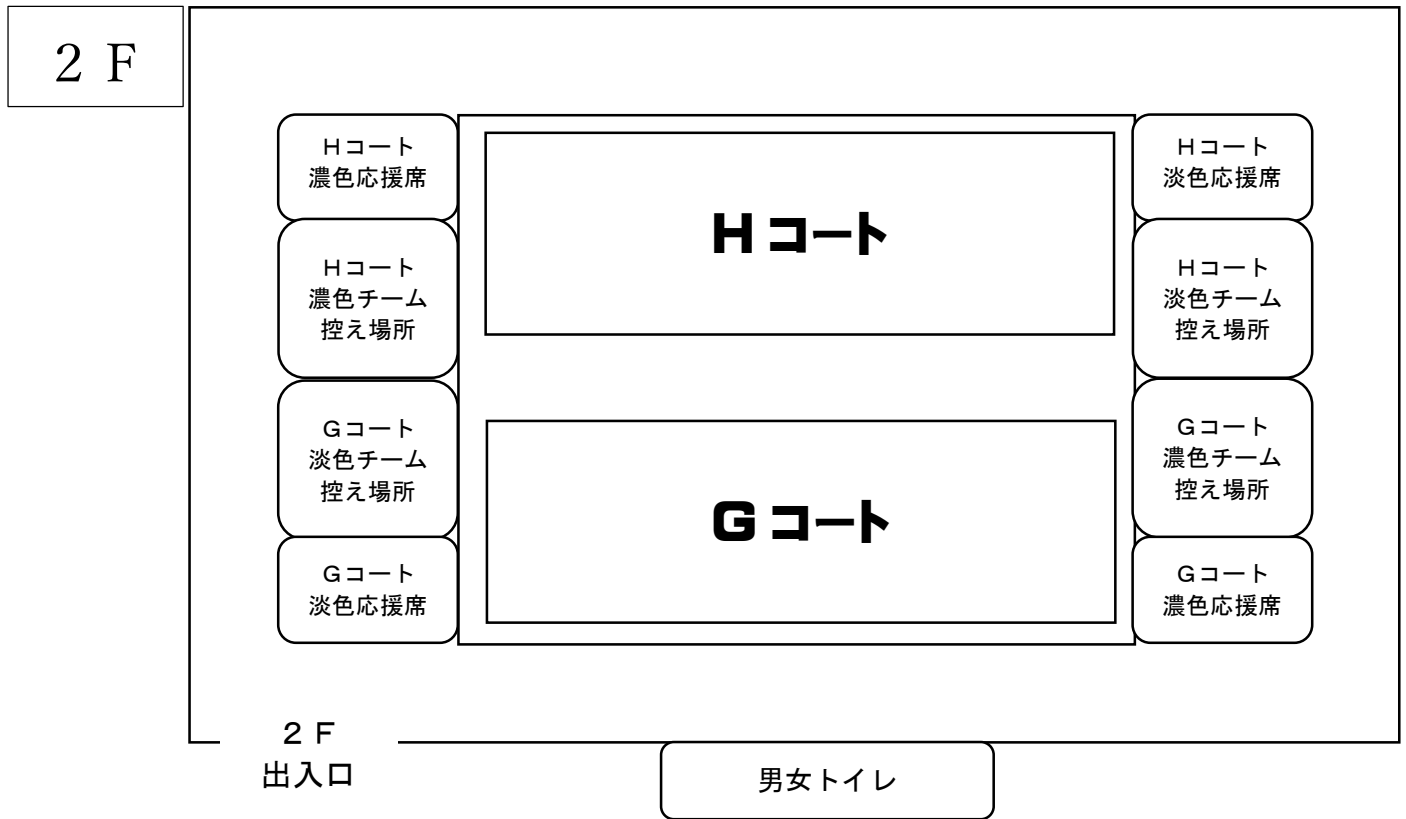 ２Ｆ
Ｈコート
濃色応援席
Ｈコート
濃色チーム
控え場所
Ｇコート
淡色チーム
控え場所
Ｇコート
淡色応援席
Ｈコート
Ｇコート
Ｈコート
淡色応援席
Ｈコート
淡色チーム
控え場所
Ｇコート
濃色チーム
控え場所
Ｇコート
濃色応援席
２Ｆ
出入口
男女トイレ